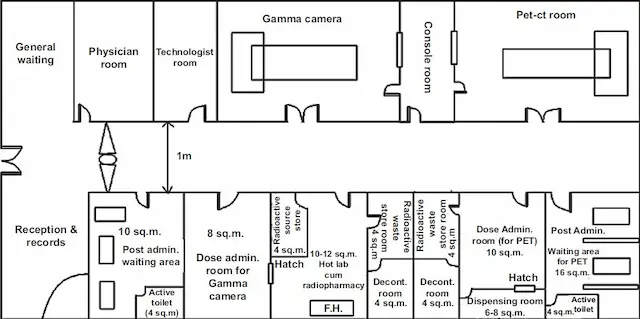 General
waiting
Physician
room
Technologist
room
Gamma camera
Console room
Pet-ct room
1m
Reception &
records
10 sq.m.
Post admin.
waiting area
Active
toilet
(4 sq.m)
8 sq.m.
Dose admin.
room for
Gamma
camera
Radioactive
source
store
4 sq.m.
Hatch
10-12 sq.m.
Hot lab
cum
radiopharmacy
F.H.
Radioactive
waste
store room
4 sq.m
Decont.
room
4 sq.m.
Radioactive
waste
store room
4 sq.m
Decont.
room
4 sq.m.
Dose Admin.
room (for PET)
10 sq.m.
Hatch
Dispensing room
6-8 sq.m.
Post Admin.
Waiting area
for PET
16 sq.m.
Active
toilet
4 sq.m.